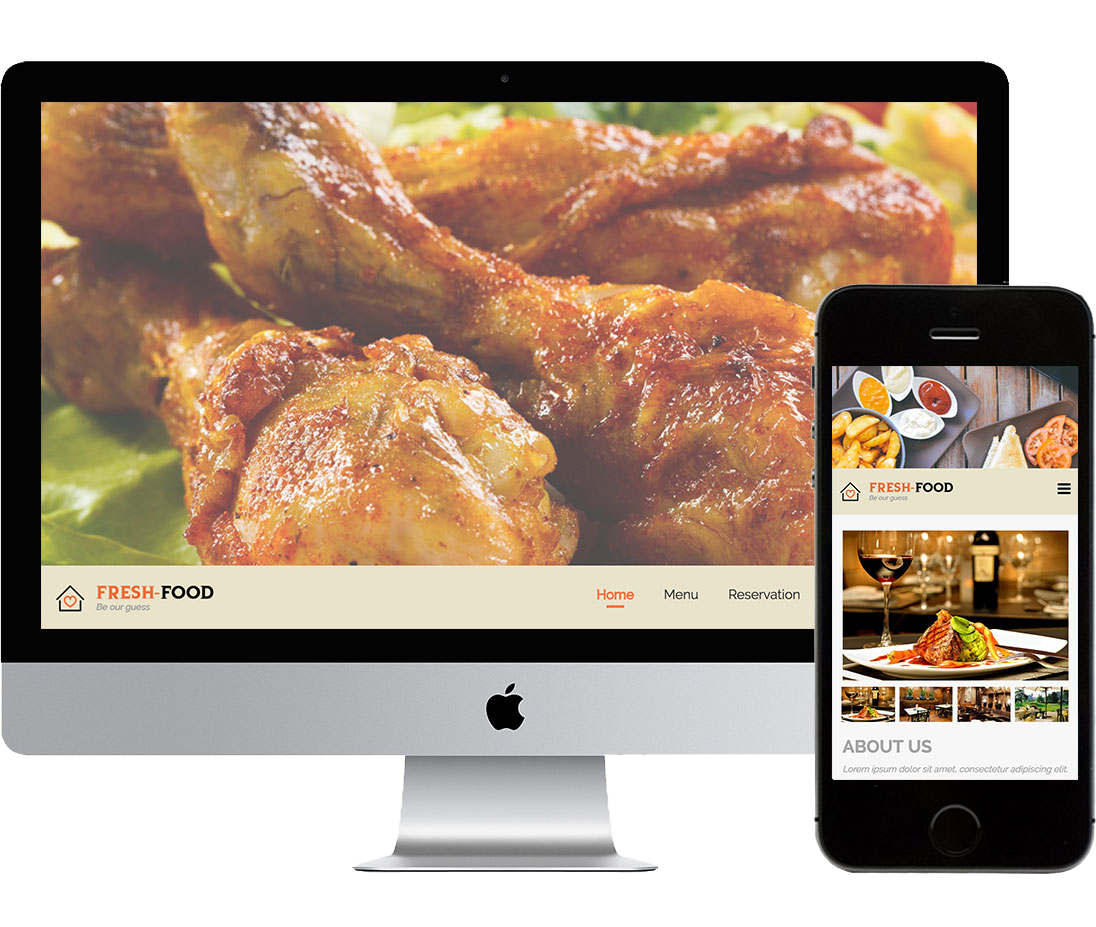 FRESH-FOOD
Be our guess
Home Menu Reservation
FRESH-FOOD
Be our guess
ABOUT US
Lorem ipsum dolor sit amet, consectetur adipiscing elit.